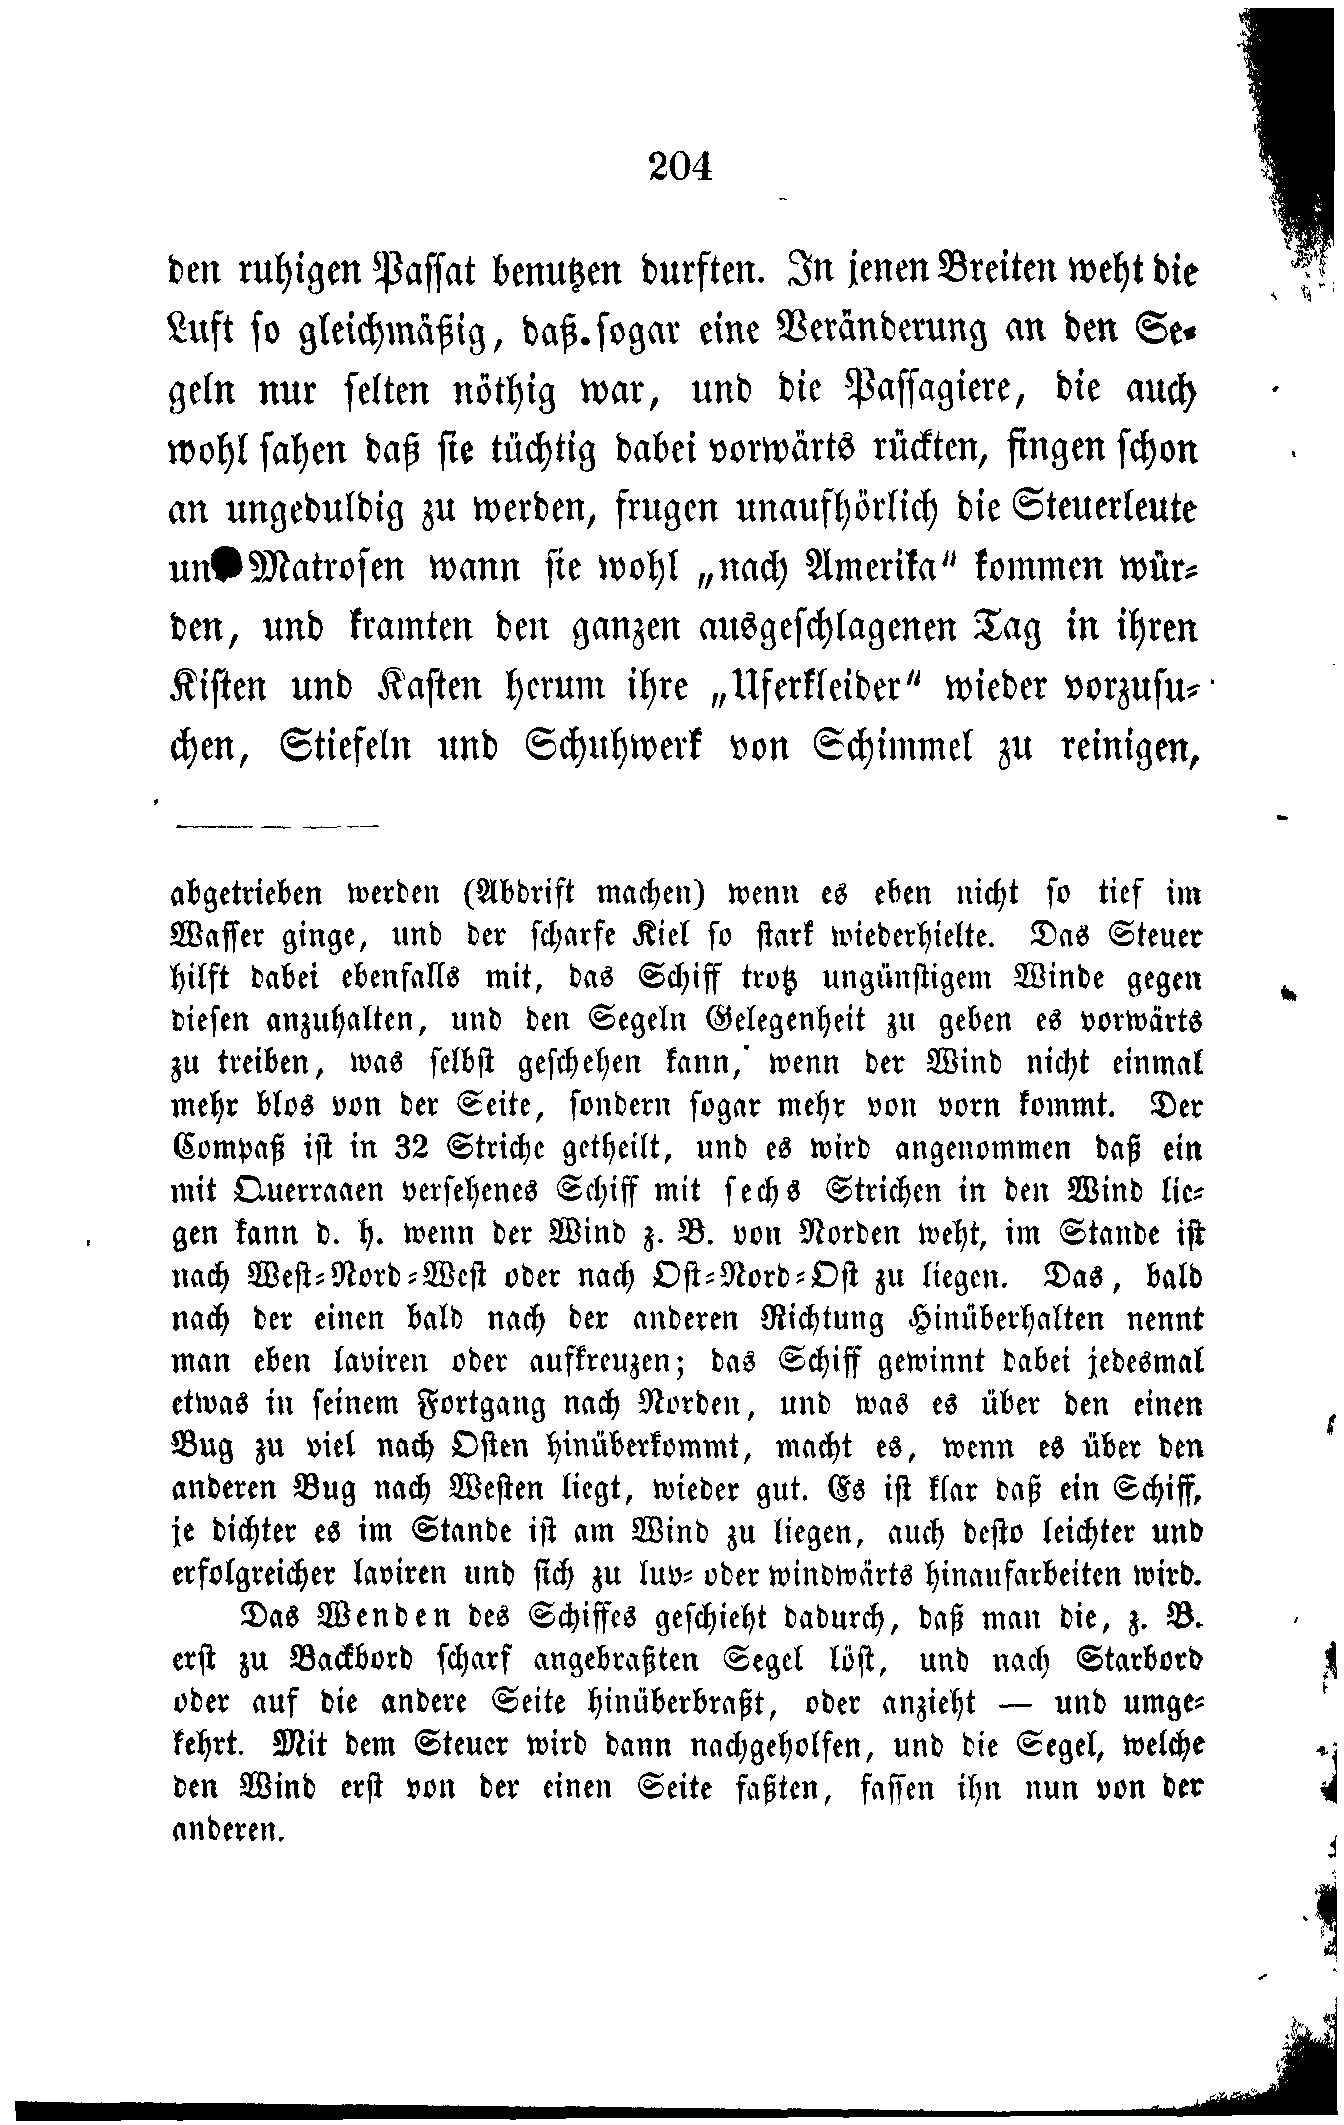 204
den ruhigen Passat benutzen durften. In jenen Breiten weht die
Luft so gleichmäßig, daß sogar eine Veränderung an den Se-
geln nur selten nöthig war, und die Passagiere, die auch
wohl sahen daß sie tüchtig dabei vorwärts rückten, fingen schon
an ungeduldig zu werden, frugen unaufhörlich die Steuerleute
und Matrosen wann sie wohl „nach Amerika“ kommen wür-
den, und kramten den ganzen ausgeschlagenen Tag in ihren
Kisten und Kasten herum ihre „Uferkleider“ wieder vorzusu-
chen, Stiefeln und Schuhwerk von Schimmel zu reinigen,
abgetrieben werden (Abdrift machen) wenn es eben nicht so tief im
Wasser ginge, und der scharfe Kiel so stark wiederhielte. Das Steuer
hilft dabei ebenfalls mit, das Schiff trotz ungünstigem Winde gegen
diesen anzuhalten, und den Segeln Gelegenheit zu geben es vorwärts
zu treiben, was selbst geschehen kann, wenn der Wind nicht einmal
mehr blos von der Seite, sondern sogar mehr von vorn kommt. Der
Compaß ist in 32 Striche getheilt, und es wird angenommen daß ein
mit Querraaen versehenes Schiff mit sechs Strichen in den Wind lie-
gen kann d. h. wenn der Wind z. B. von Norden weht, im Stande ist
nach West-Nord-West oder nach Ost-Nord-Ost zu liegen. Das, bald
nach der einen bald nach der anderen Richtung Hinüberhalten nennt
man eben laviren oder aufkreuzen; das Schiff gewinnt dabei jedesmal
etwas in seinem Fortgang nach Norden, und was es über den einen
Bug zu viel nach Osten hinüberkommt, macht es, wenn es über den
anderen Bug nach Westen liegt, wieder gut. Es ist klar daß ein Schiff,
je dichter es im Stande ist am Wind zu liegen, auch desto leichter und
erfolgreicher laviren und sich zu luv- oder windwärts hinaufarbeiten wird.
Das Wenden des Schiffes geschieht dadurch, daß man die, z. B.
erst zu Backbord scharf angebraßten Segel löst, und nach Starbord
oder auf die andere Seite hinüberbraßt, oder anzieht — und umge-
kehrt. Mit dem Steuer wird dann nachgeholfen, und die Segel, welche
den Wind erst von der einen Seite faßten, fassen ihn nun von der
anderen.